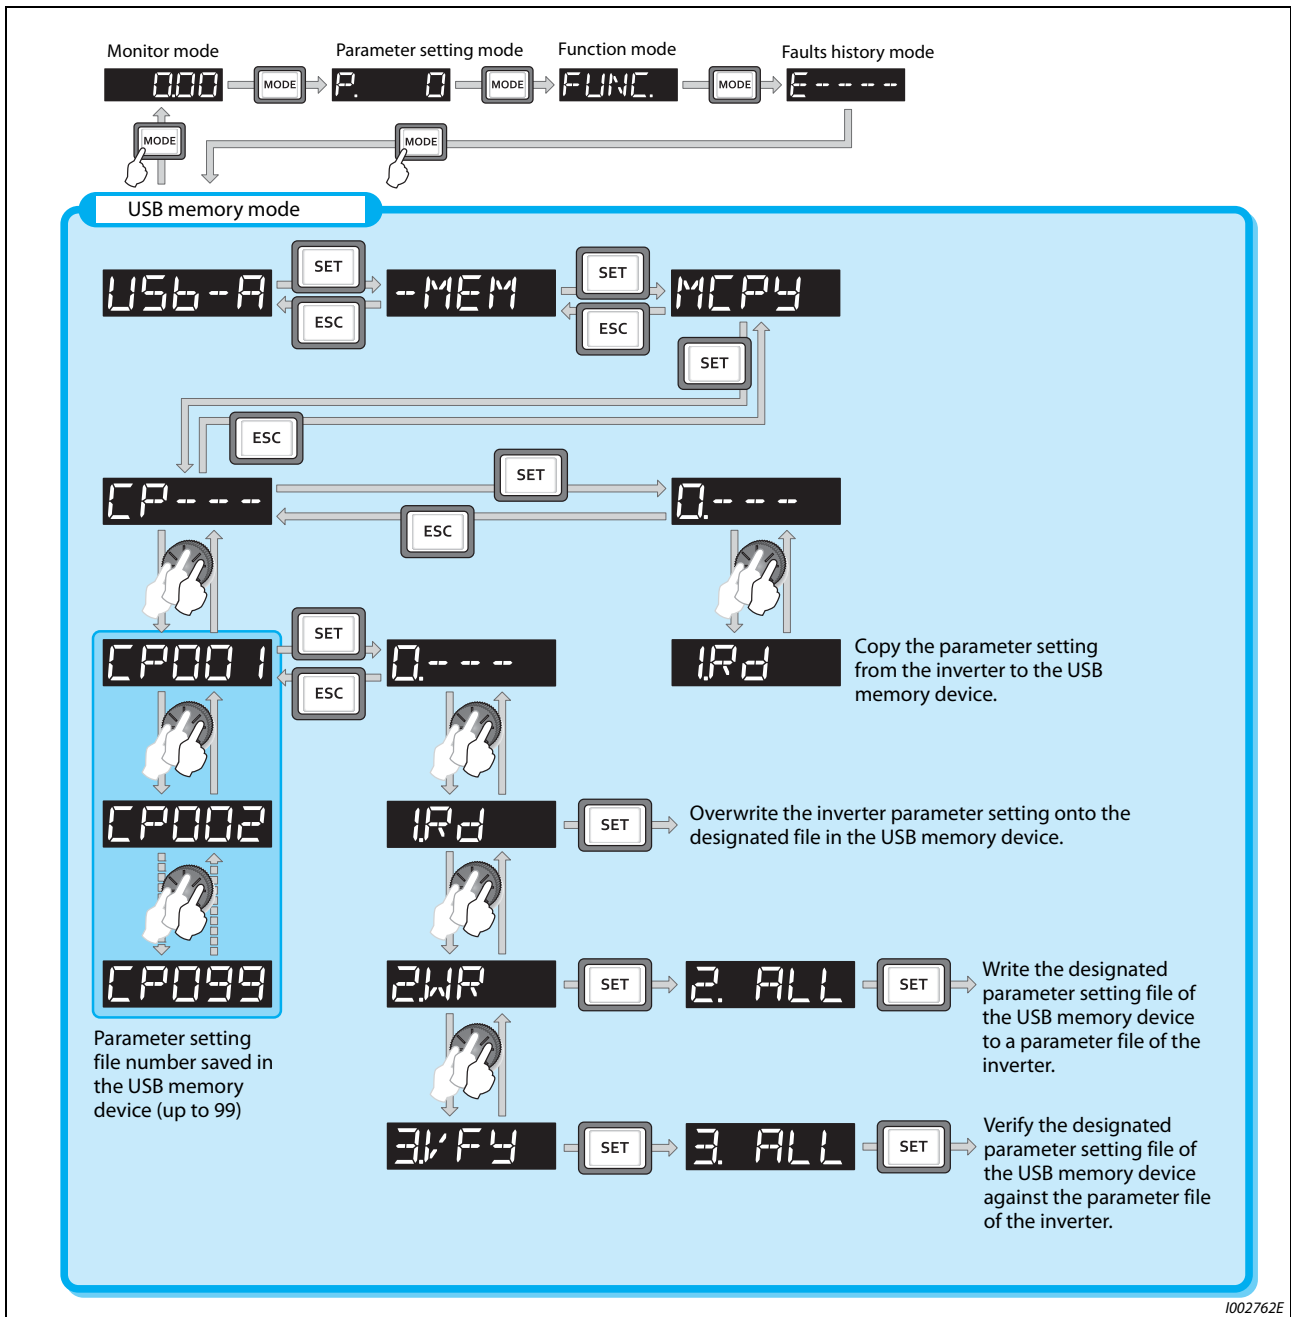 Monitor mode
Parameter setting mode
Function mode
Faults history mode
0.00
MODE
P. 0
MODE
FUNC.
MODE
E----
MODE
MODE
USB memory mode
USb-A
SET
ESC
-MEM
SET
ESC
MCPY
SET
ESC
CP---
SET
ESC
0.---
CP001
SET
ESC
0.---
1.Rd
Copy the parameter setting
from the inverter to the USB
memory device.
CP002
1.Rd
SET
Overwrite the inverter parameter setting onto the
designated file in the USB memory device.
CP099
2.WR
SET
2. ALL
SET
Write the designated
parameter setting file of
the USB memory device
to a parameter file of the
inverter.
Parameter setting
file number saved in
the USB memory
device (up to 99)
3.VFY
SET
3. ALL
SET
Verify the designated
parameter setting file of
the USB memory device
against the parameter file
of the inverter.
I002762E